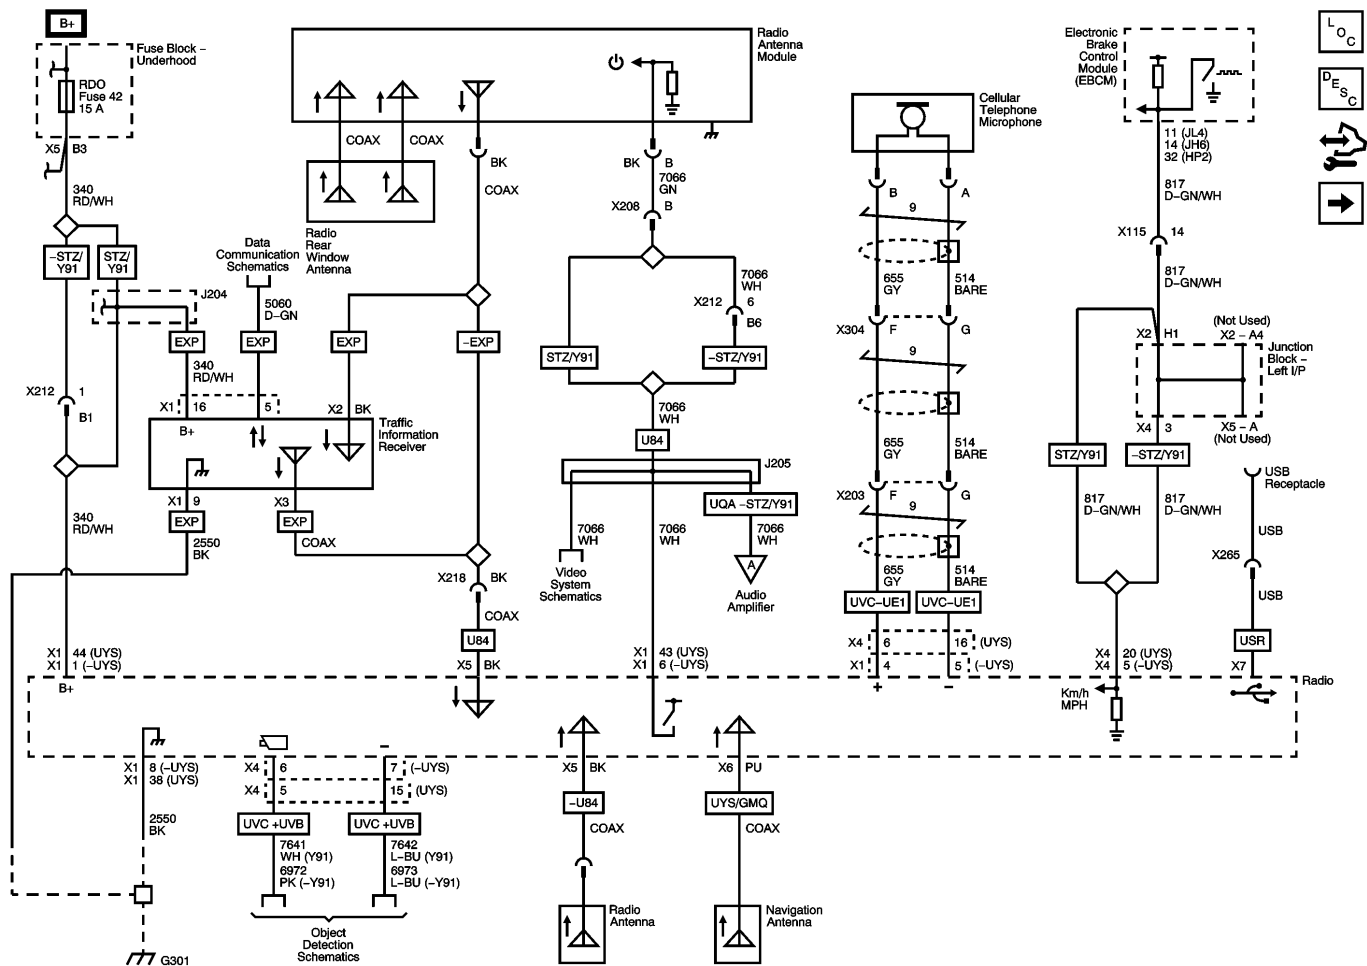 B+
Fuse Block –
Underhood
RDO
Fuse 42
15 A
X5
B3
340
RD/WH
–STZ/
Y91
STZ/
Y91
J204
X212
1
B1
340
RD/WH
X1
44 (UYS)
X1
1 (–UYS)
B+
Data
Communication
Schematics
5060
D–GN
EXP
EXP
EXP
–EXP
340
RD/WH
X1
16
5
X2
BK
B+
Traffic
Information
Receiver
X1
9
X3
EXP
EXP
2550
BK
COAX
Radio
Antenna
Module
COAX
COAX
Radio
Rear
Window
Antenna
BK
COAX
X218
BK
COAX
U84
X5
BK
BK
B
7066
GN
X208
B
7066
WH
X212
6
B6
STZ/Y91
–STZ/Y91
7066
WH
U84
J205
UQA –STZ/Y91
7066
WH
7066
WH
7066
WH
Video
System
Schematics
A
Audio
Amplifier
X1
43 (UYS)
X1
6 (–UYS)
Cellular
Telephone
Microphone
B
A
9
655
GY
514
BARE
X304
F
G
9
655
GY
514
BARE
X203
F
G
9
655
GY
514
BARE
UVC–UE1
UVC–UE1
X4
6
16
(UYS)
X1
4
5
(–UYS)
+
–
Electronic
Brake
Control
Module
(EBCM)
11 (JL4)
14 (JH6)
32 (HP2)
817
D–GN/WH
X115
14
817
D–GN/WH
(Not Used)
X2
H1
X2 – A4
Junction
Block –
Left I/P
X4
3
X5 – A
(Not Used)
STZ/Y91
–STZ/Y91
817
D–GN/WH
817
D–GN/WH
X4
20 (UYS)
X4
5 (–UYS)
Km/h
MPH
USB
Receptacle
USB
X265
USB
USR
X7
Radio
LOC
DESC
X1
8 (–UYS)
X1
38 (UYS)
2550
BK
G301
–
X4
6
7
(–UYS)
X4
5
15
(UYS)
UVC +UVB
UVC +UVB
7641
WH (Y91)
6972
PK (–Y91)
7642
L–BU (Y91)
6973
L–BU (–Y91)
Object
Detection
Schematics
X5
BK
–U84
COAX
Radio
Antenna
X6
PU
UYS/GMQ
COAX
Navigation
Antenna